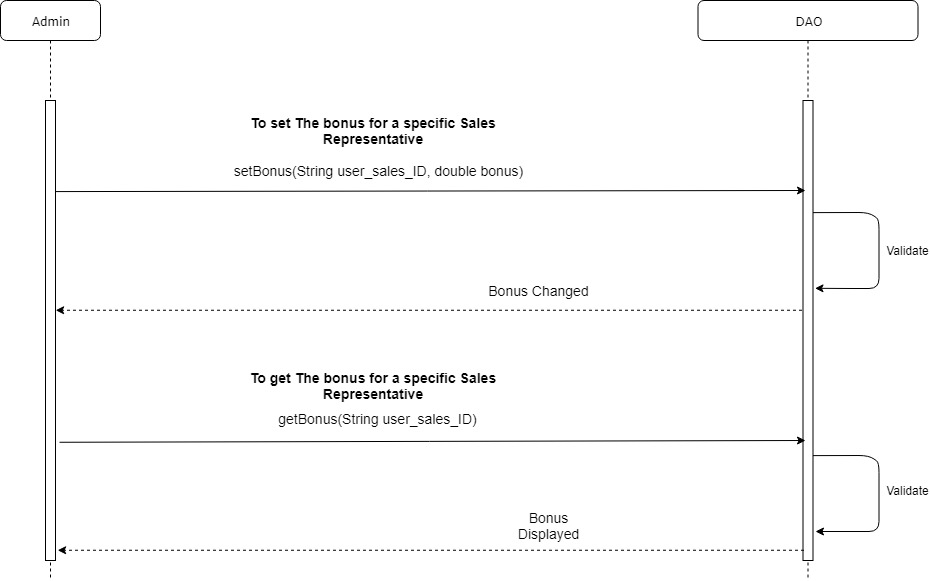 Admin
DAO
To set The bonus for a specific Sales
Representative
setBonus(String user_sales_ID, double bonus)
Validate
Bonus Changed
To get The bonus for a specific Sales
Representative
getBonus(String user_sales_ID)
Validate
Bonus
Displayed